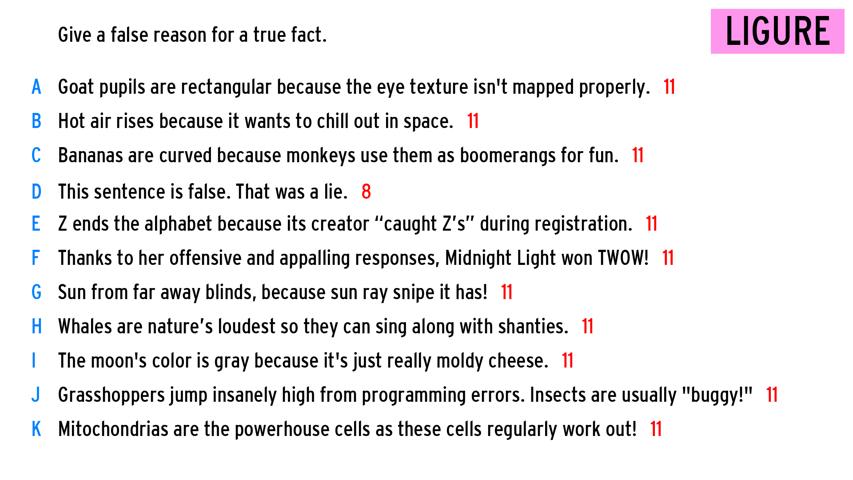 Give a false reason for a true fact.
LIGURE
A Goat pupils are rectangular because the eye texture isn't mapped properly. 11
B Hot air rises because it wants to chill out in space. 11
C Bananas are curved because monkeys use them as boomerangs for fun. 11
D This sentence is false. That was a lie. 8
E Z ends the alphabet because its creator “caught Z’s” during registration. 11
F Thanks to her offensive and appalling responses, Midnight Light won TWOW! 11
G Sun from far away blinds, because sun ray snipe it has! 11
H Whales are nature’s loudest so they can sing along with shanties. 11
I The moon's color is gray because it's just really moldy cheese. 11
J Grasshoppers jump insanely high from programming errors. Insects are usually "buggy!" 11
K Mitochondrias are the powerhouse cells as these cells regularly work out! 11